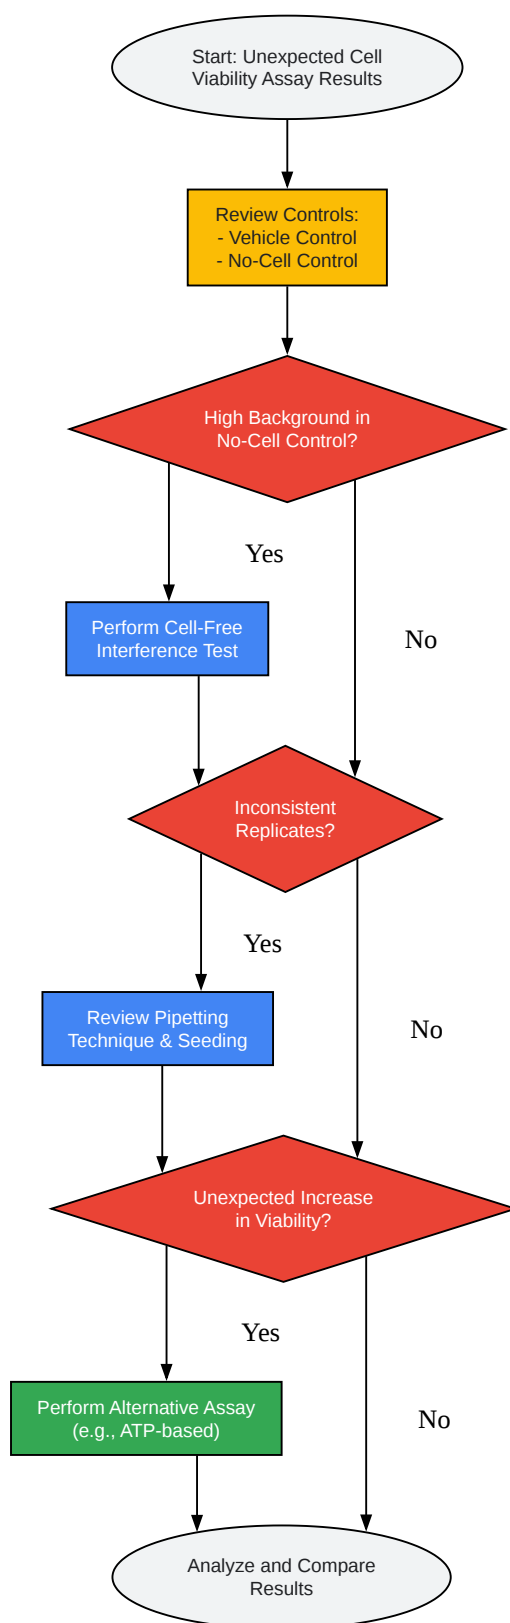 Start: Unexpected Cell
Viability Assay Results
Review Controls:
- Vehicle Control
- No-Cell Control
High Background in
No-Cell Control?
Yes
Perform Cell-Free
Interference Test
No
Inconsistent
Replicates?
Yes
Review Pipetting
Technique & Seeding
No
Unexpected Increase
in Viability?
Yes
Perform Alternative Assay
(e.g., ATP-based)
No
Analyze and Compare
Results